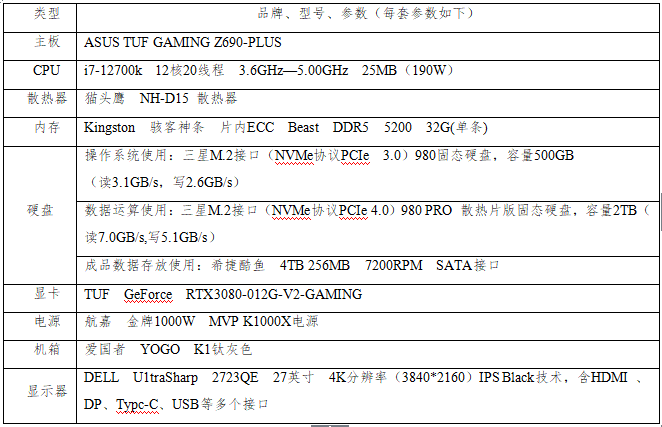 类型 品牌、型号、参数（每套参数如下）
主板 ASUS TUF GAMING Z690-PLUS
CPU i7-12700k 12核20线程 3.6GHz—5.00GHz 25MB（190W）
散热器 猫头鹰 NH-D15 散热器
内存 Kingston 骇客神条 片内ECC Beast DDR5 5200 32G(单条)
硬盘
操作系统使用：三星M.2接口（NVMe协议PCIe 3.0）980固态硬盘，容量500GB
（读3.1GB/s，写2.6GB/s）
数据运算使用：三星M.2接口（NVMe协议PCIe 4.0）980 PRO 散热片版固态硬盘，容量2TB（
读7.0GB/s,写5.1GB/s）
成品数据存放使用：希捷酷鱼 4TB 256MB 7200RPM SATA接口
显卡 TUF GeForce RTX3080-012G-V2-GAMING
电源 航嘉 金牌1000W MVP K1000X电源
机箱 爱国者 YOGO K1钛灰色
显示器
DELL U1traSharp 2723QE 27英寸 4K分辨率（3840*2160）IPS Black技术，含HDMI 、
DP、Typc-C、USB等多个接口